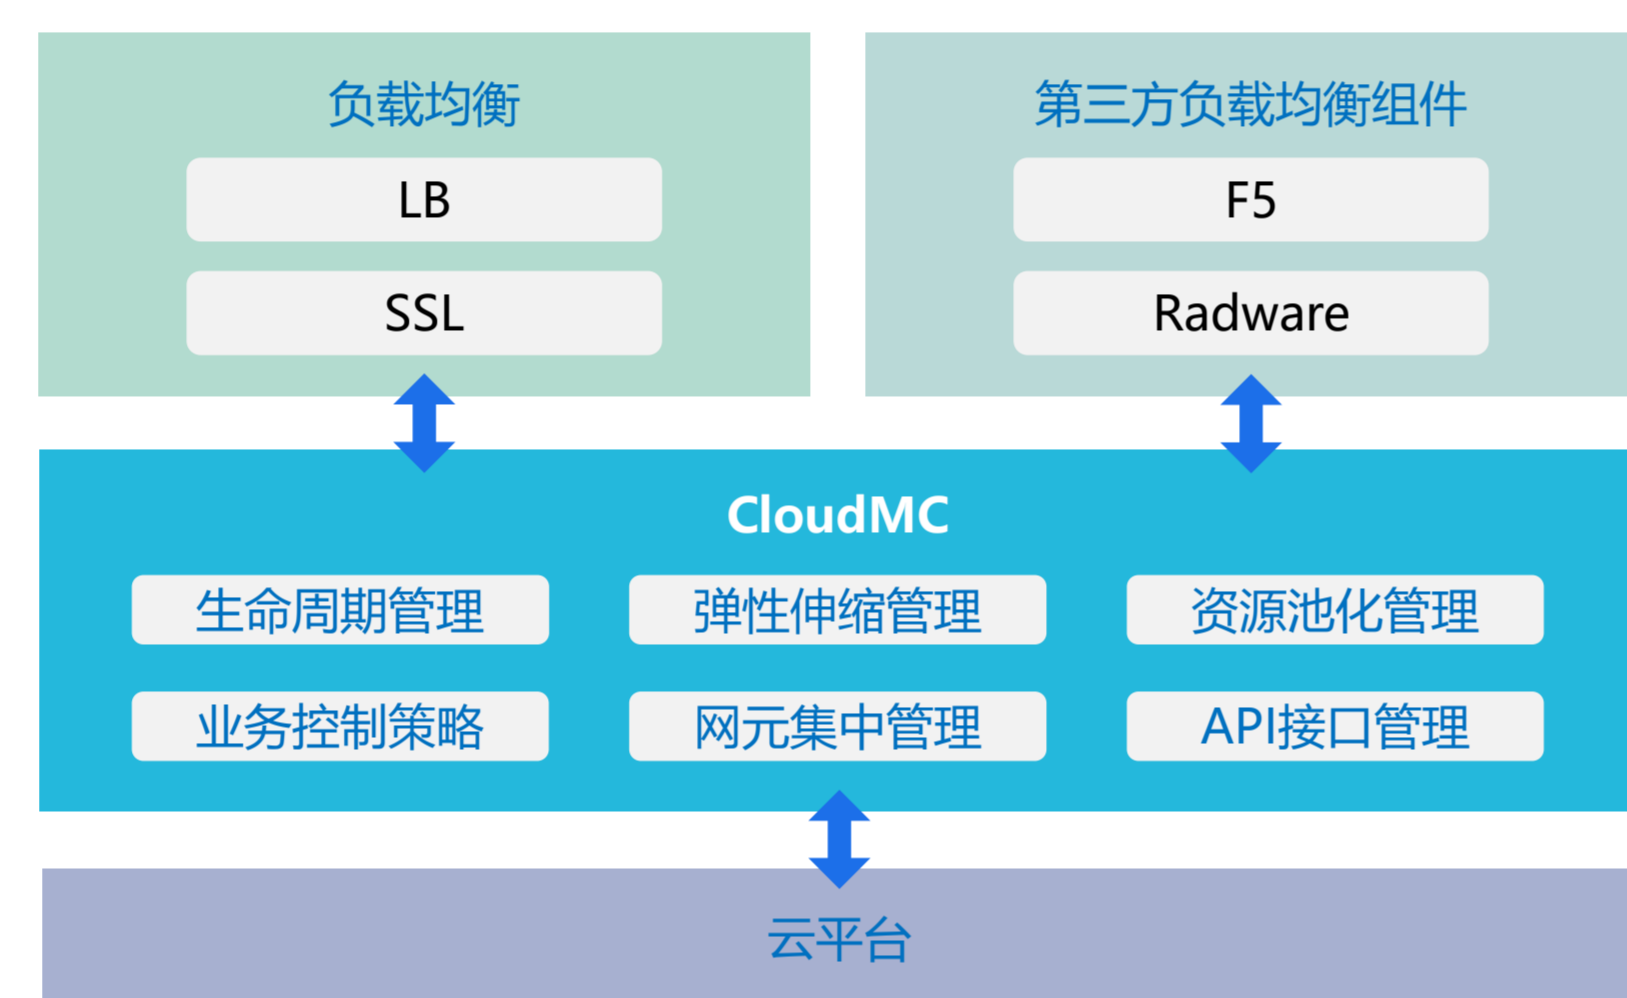 负载均衡
第三方负载均衡组件
LB
F5
SSL
Radware
CloudMC
生命周期管理
弹性伸缩管理
资源池化管理
业务控制策略
网元集中管理
API接口管理
云平台